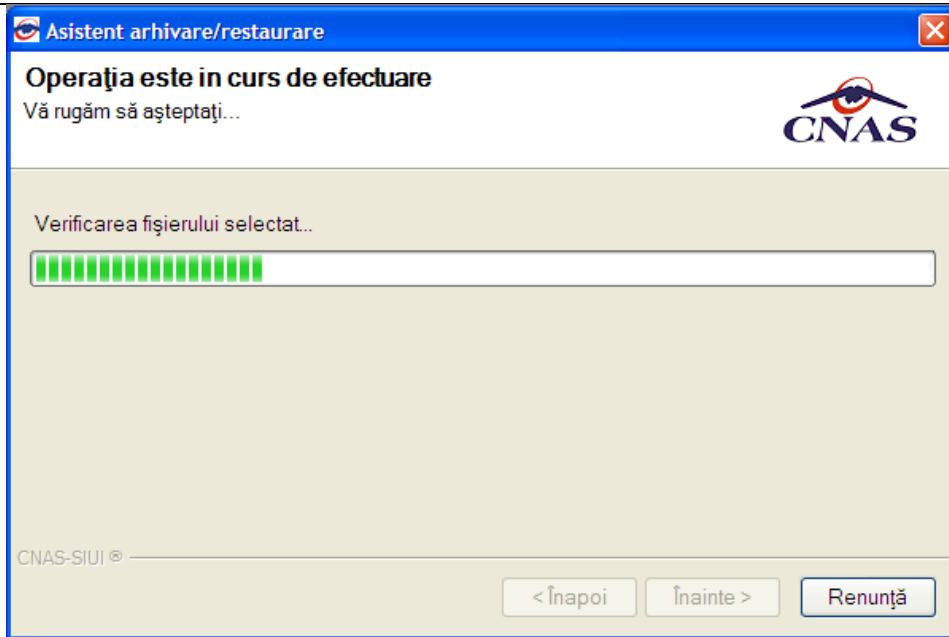 Asistent arhivare/restaurare
Operaţia este in curs de efectuare
Vă rugăm să aşteptaţi...
CNAS
Verificarea fişierului selectat...
CNAS-SIUI ®
< Înapoi
Înainte >
Renunţă